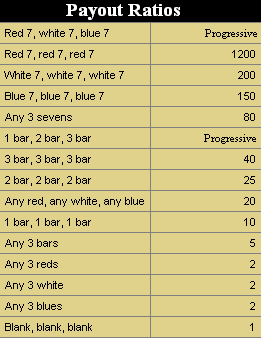 Payout Ratios
Red 7, white 7, blue 7 Progressive
Red 7, red 7, red 7 1200
White 7, white 7, white 7 200
Blue 7, blue 7, blue 7 150
Any 3 sevens 80
1 bar, 2 bar, 3 bar Progressive
3 bar, 3 bar, 3 bar 40
2 bar, 2 bar, 2 bar 25
Any red, any white, any blue 20
1 bar, 1 bar, 1 bar 10
Any 3 bars 5
Any 3 reds 2
Any 3 white 2
Any 3 blues 2
Blank, blank, blank 1